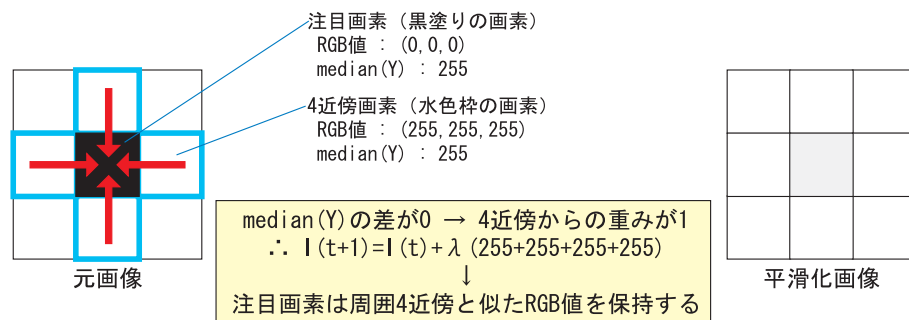 注目画素（黒塗りの画素）
RGB値 : (0,0,0)
median(Y) : 255
4近傍画素（水色枠の画素）
RGB値 : (255,255,255)
median(Y) : 255
median(Y)の差が0 → 4近傍からの重みが1
∴ I(t+1)=I(t)+λ(255+255+255+255)
↓
注目画素は周囲4近傍と似たRGB値を保持する
元画像
平滑化画像